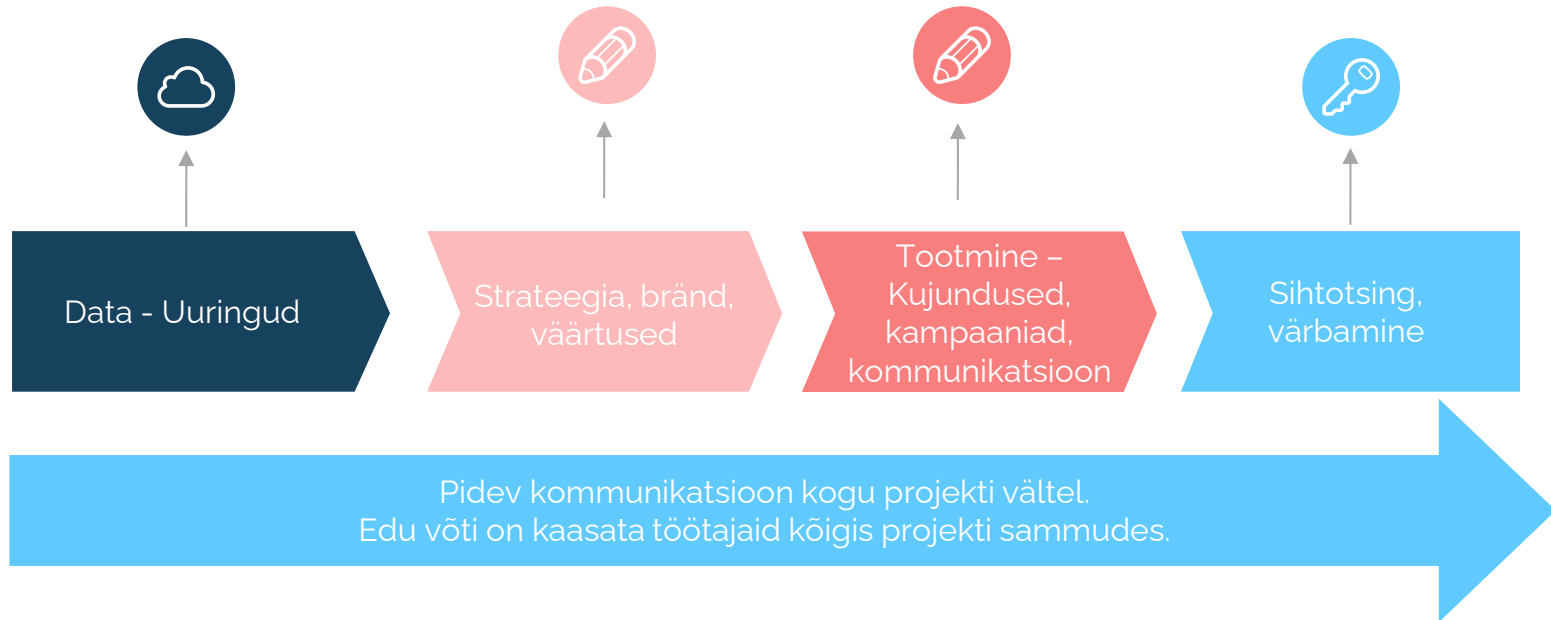 Data - Uuringud
Strateegia, bränd,
väärtused
Tootmine –
Kujundused,
kampaaniad,
kommunikatsioon
Sihtotsing,
värbamine
Pidev kommunikatsioon kogu projekti vältel.
Edu võti on kaasata töötajaid kõigis projekti sammudes.